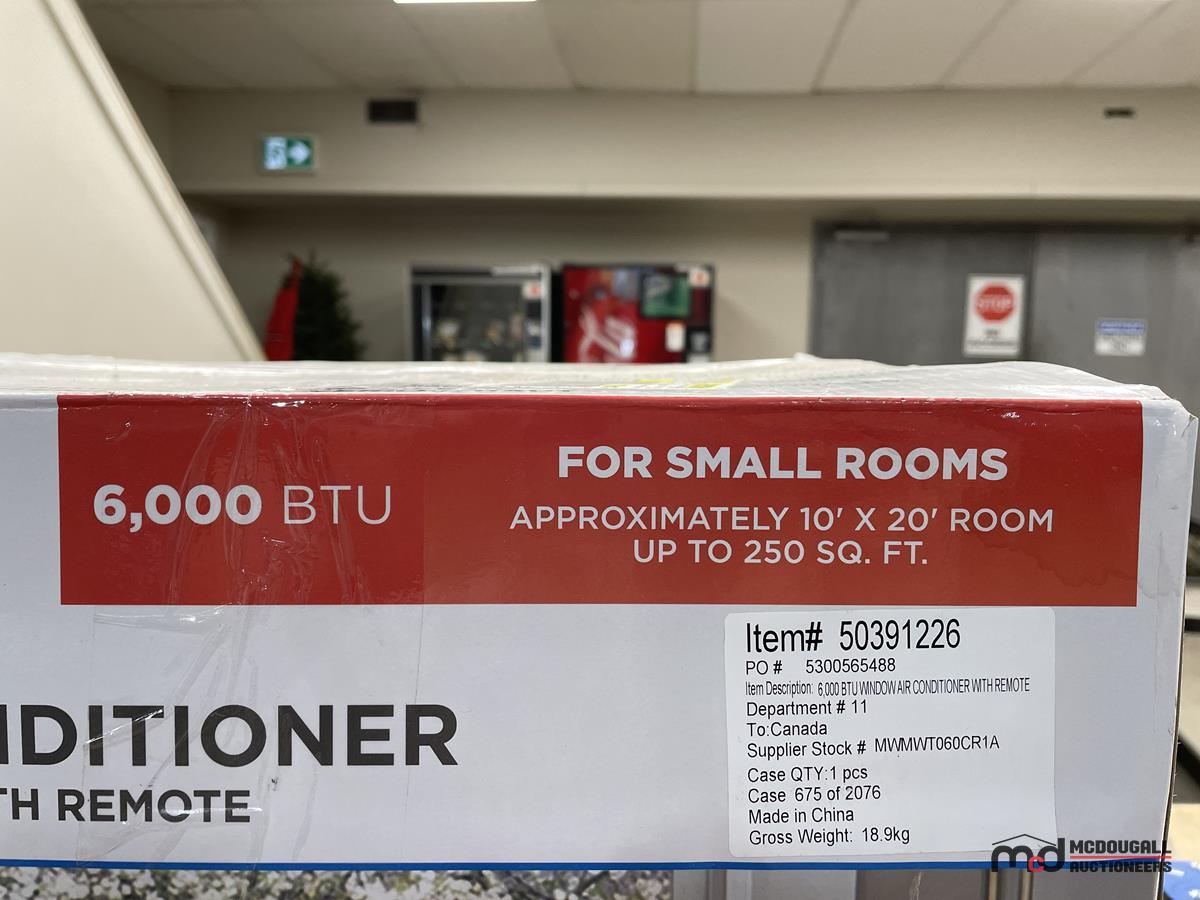 STOP
6,000 BTU
FOR SMALL ROOMS
APPROXIMATELY 10' X 20' ROOM
UP TO 250 SQ. FT.
NDITIONER
TH REMOTE
Item# 50391226
PO # 5300565488
Item Description: 6,000 BTU WINDOW AIR CONDITIONER WITH REMOTE
Department # 11
To:Canada
Supplier Stock # MWMWT060CR1A
Case QTY:1 pcs
Case 675 of 2076
Made in China
Gross Weight: 18.9kg
mcd MCDOUGALL
AUCTIONEERS